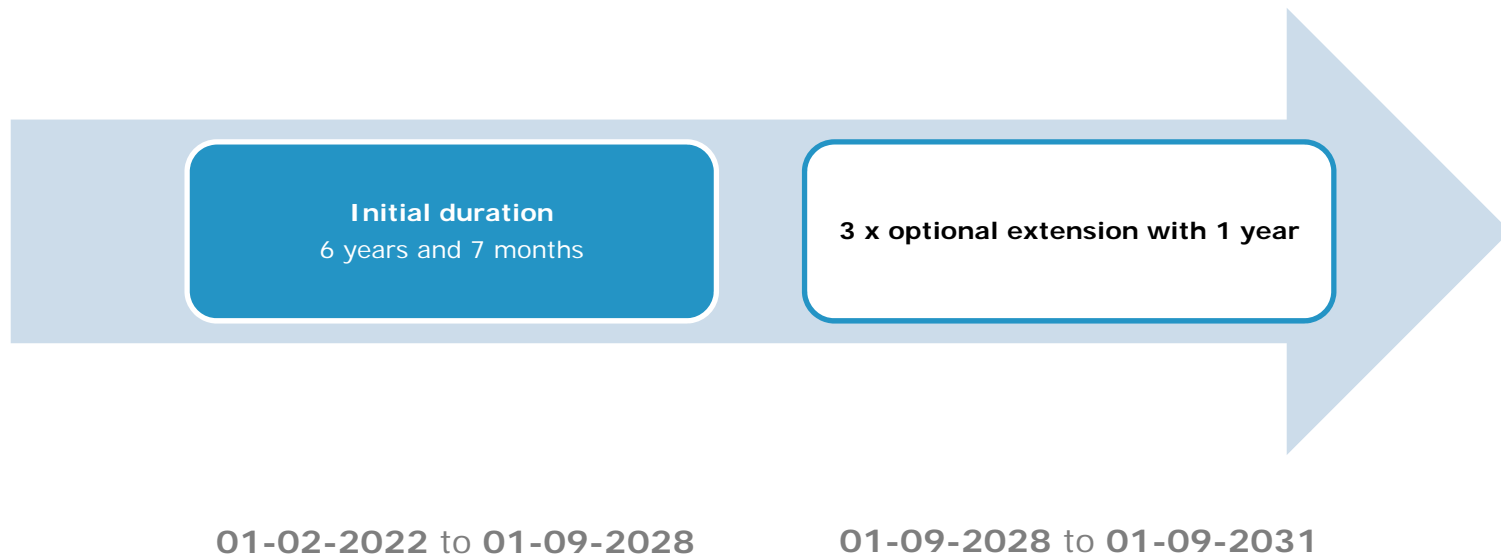 Initial duration
6 years and 7 months
3 x optional extension with 1 year
01-02-2022 to 01-09-2028
01-09-2028 to 01-09-2031